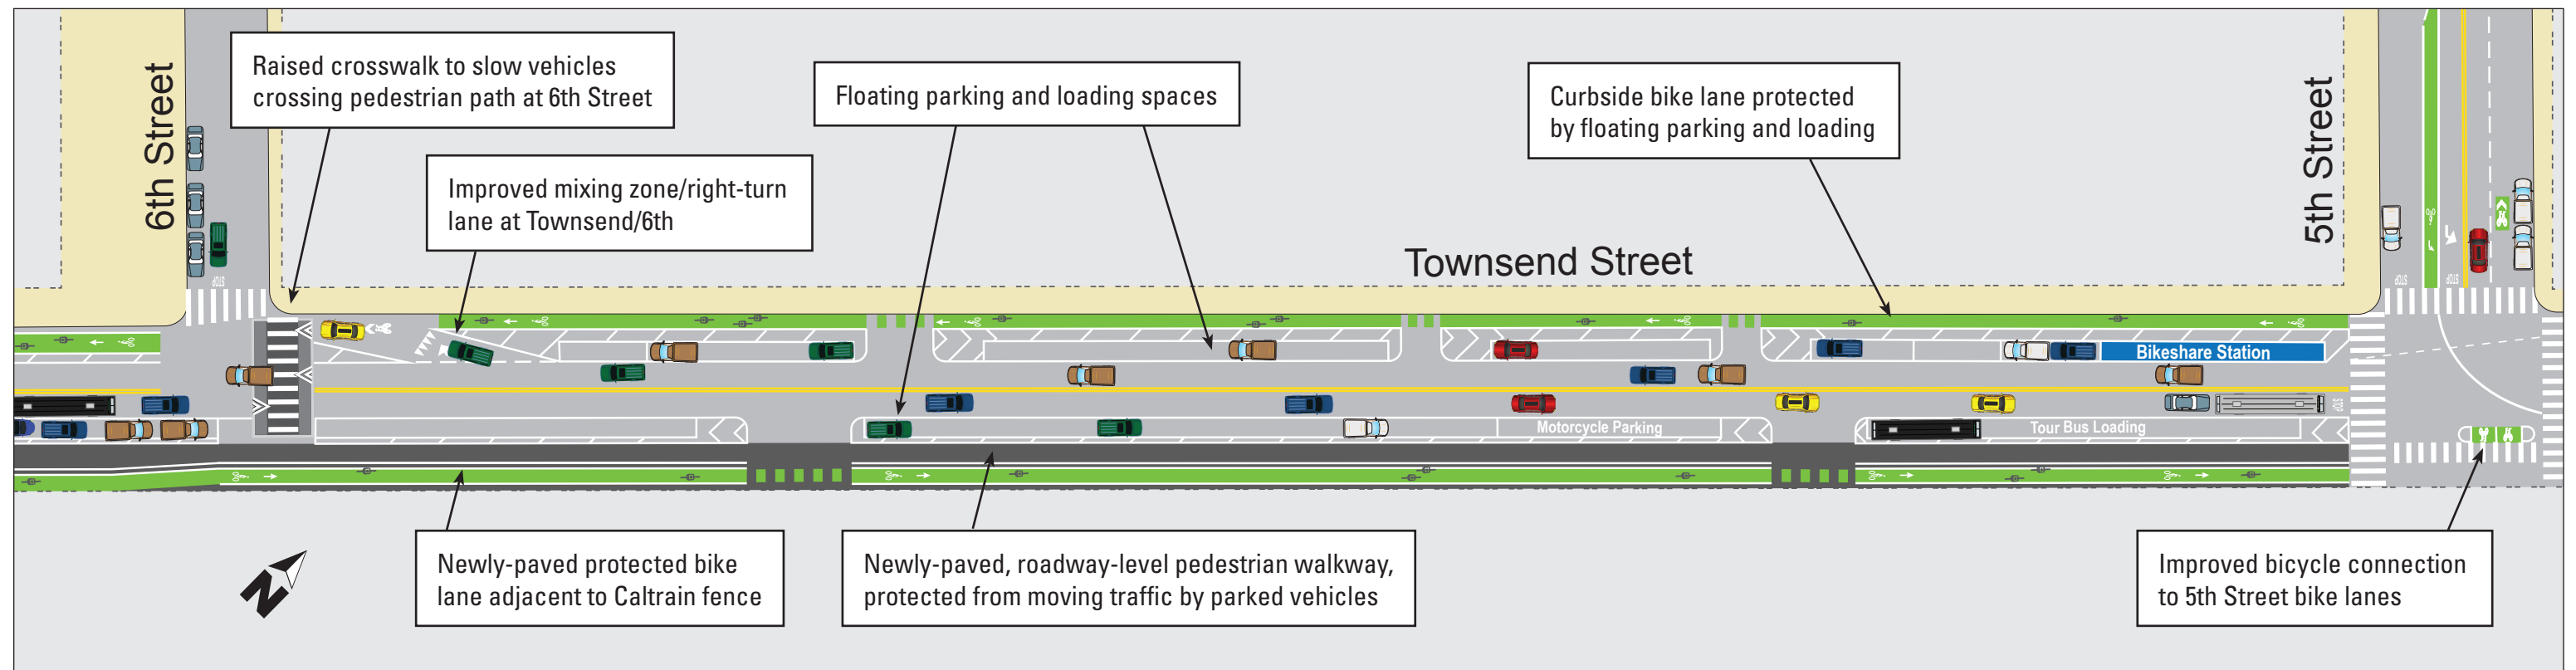 Raised crosswalk to slow vehicles
crossing pedestrian path at 6th Street
Floating parking and loading spaces
Curbside bike lane protected
by floating parking and loading
6th Street
5th Street
Improved mixing zone/right-turn
lane at Townsend/6th
Townsend Street
STOP
STOP
STOP
Bikeshare Station
STOP
Motorcycle Parking
Tour Bus Loading
Newly-paved protected bike
lane adjacent to Caltrain fence
Newly-paved, roadway-level pedestrian walkway,
protected from moving traffic by parked vehicles
Improved bicycle connection
to 5th Street bike lanes
N